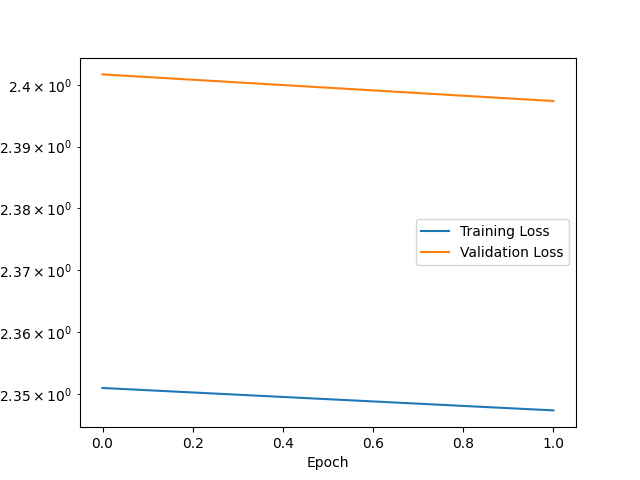 2.4 × 10⁰
2.39 × 10⁰
2.38 × 10⁰
2.37 × 10⁰
2.36 × 10⁰
2.35 × 10⁰
Training Loss
Validation Loss
0.0 0.2 0.4 0.6 0.8 1.0
Epoch